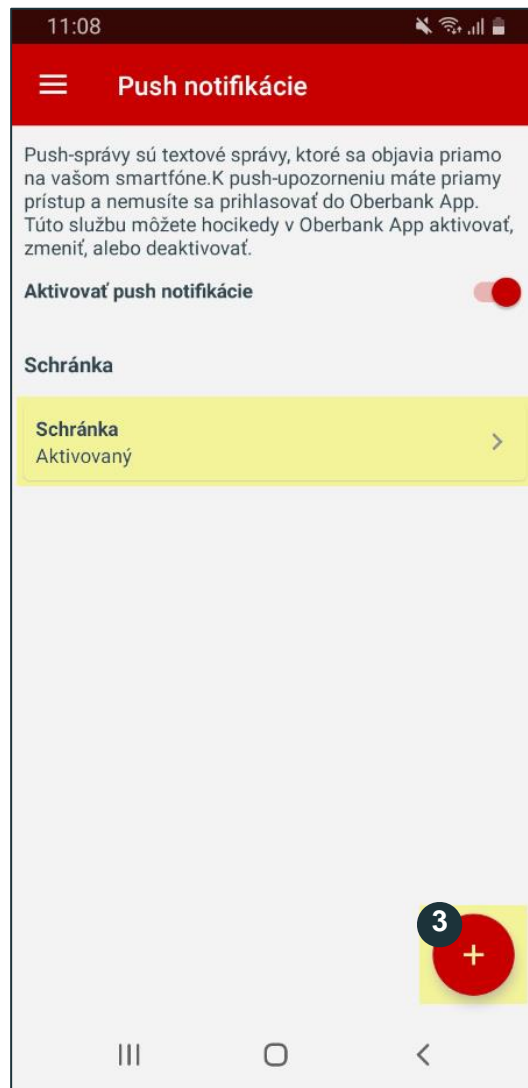 11:08
Push notifikácie
Push-správy sú textové správy, ktoré sa objavia priamo
na vašom smartfóne.K push-upozorneniu máte priamy
prístup a nemusíte sa prihlasovať do Oberbank App.
Túto službu môžete hocikedy v Oberbank App aktivovať,
zmeniť, alebo deaktivovať.
Aktivovať push notifikácie
Schránka
Schránka
Aktivovaný
3
+